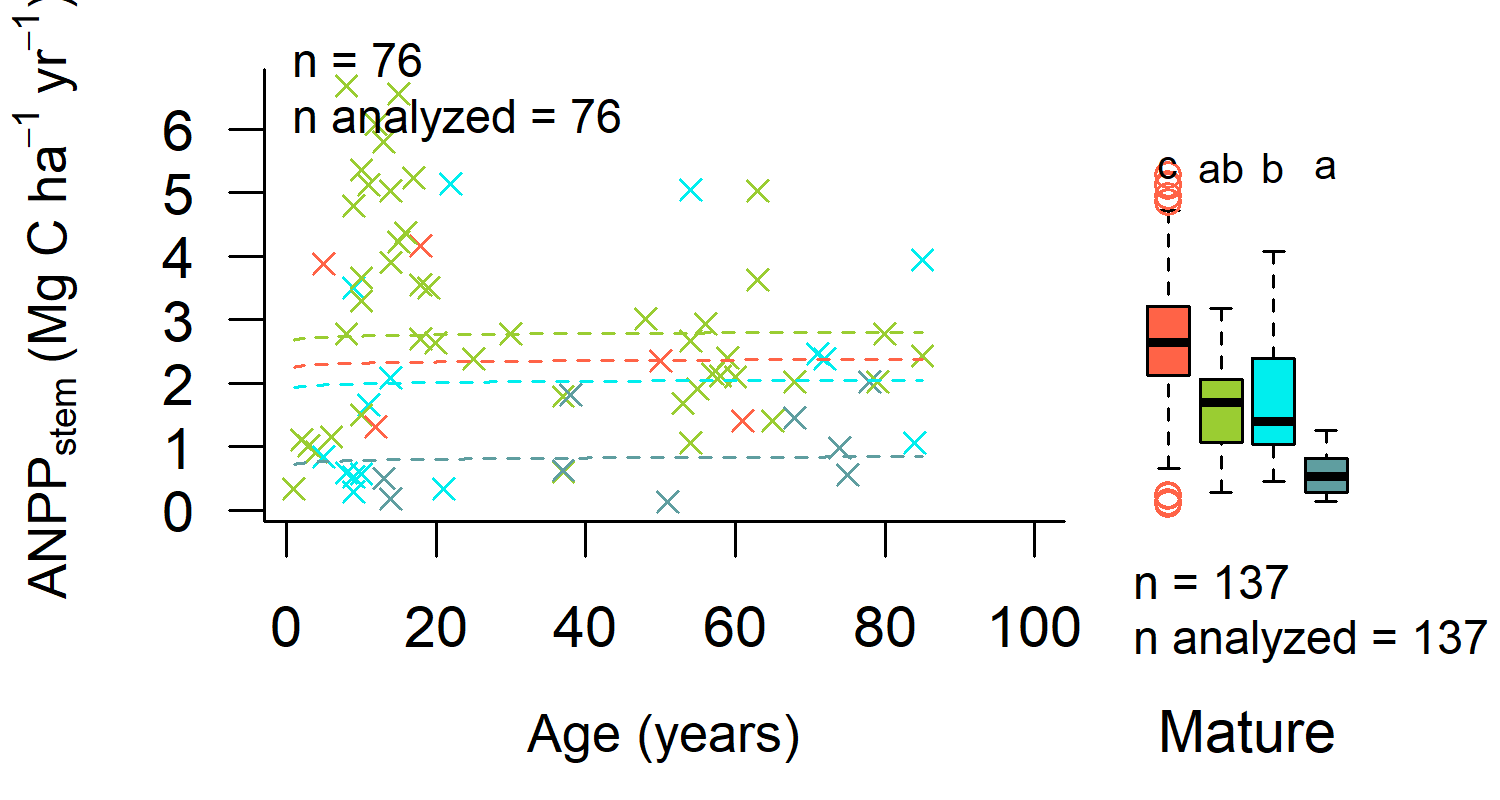 n = 76
n analyzed = 76
ANPPstem (Mg C ha−1 yr−1)
6
5
4
3
2
1
0
0 20 40 60 80 100
Age (years)
c ab b a
n = 137
n analyzed = 137
Mature